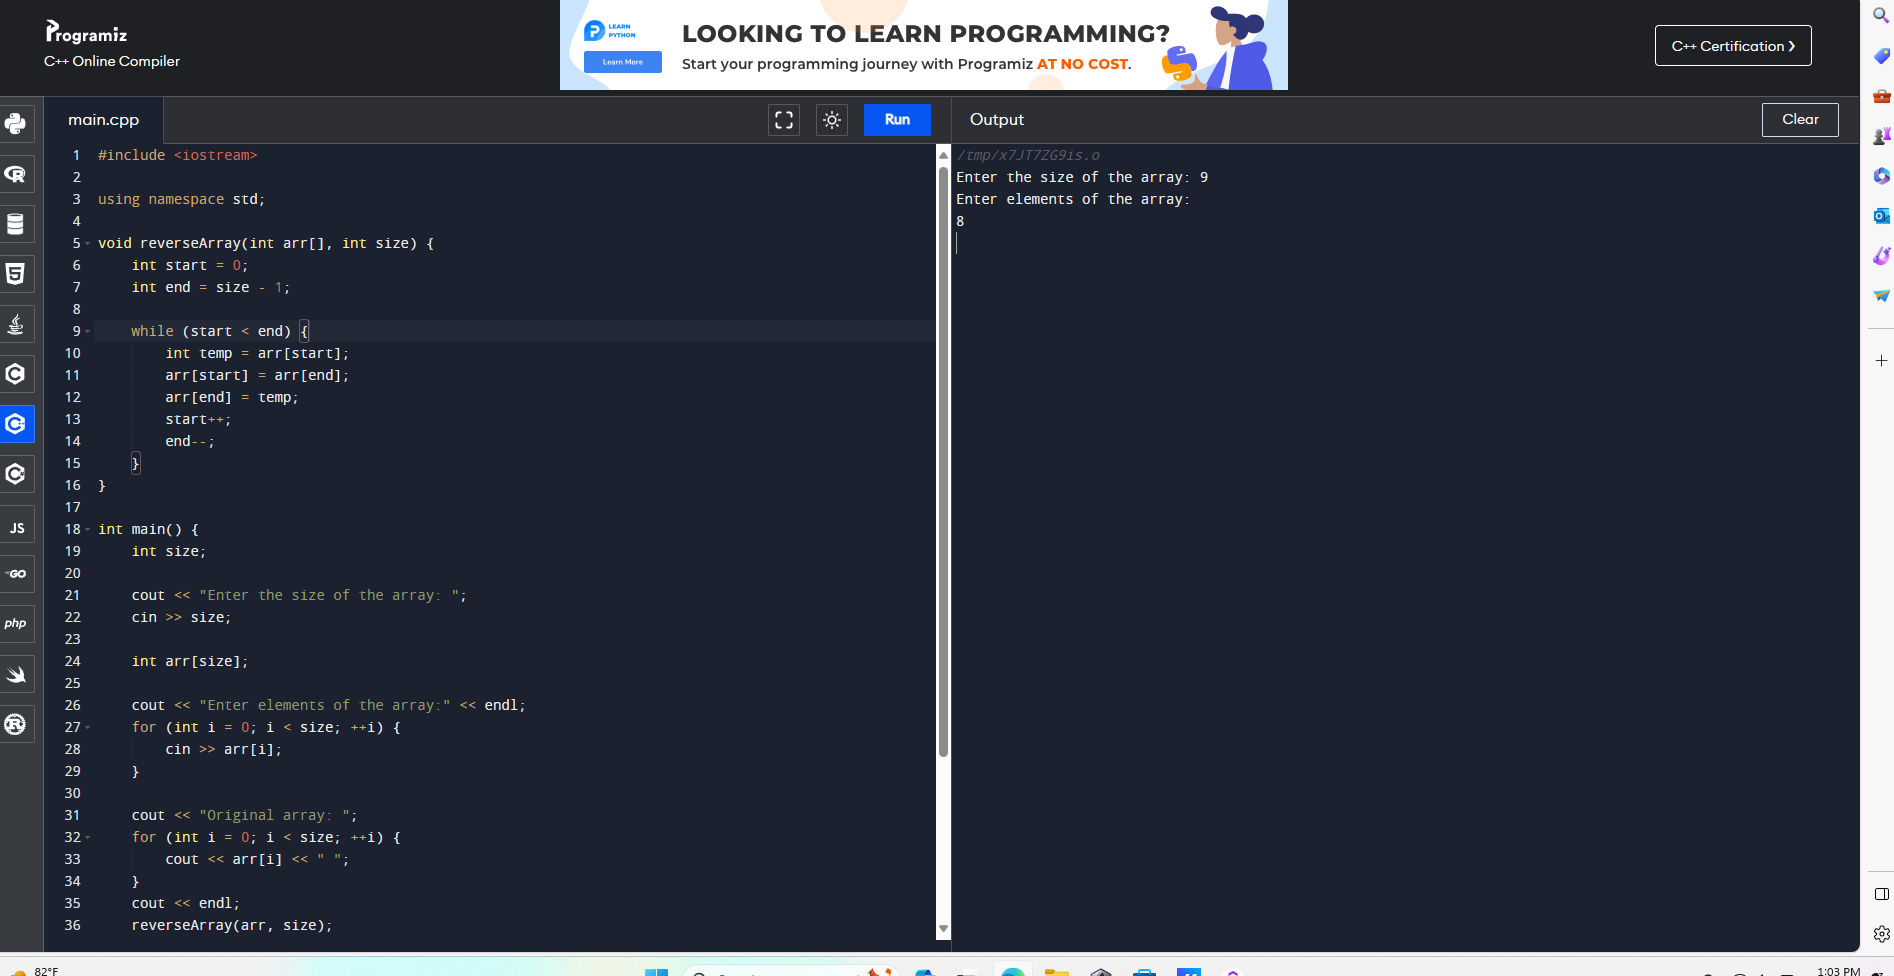 Programiz
C++ Online Compiler
LEARN
PYTHON
Learn More
LOOKING TO LEARN PROGRAMMING?
Start your programming journey with Programiz AT NO COST.
C++ Certification
main.cpp
Run
Output
Clear
1 #include <iostream>
2
3 using namespace std;
4
5 void reverseArray(int arr[], int size) {
6     int start = 0;
7     int end = size - 1;
8
9     while (start < end) {
10         int temp = arr[start];
11         arr[start] = arr[end];
12         arr[end] = temp;
13         start++;
14         end--;
15     }
16 }
17
18 int main() {
19     int size;
20
21     cout << "Enter the size of the array: ";
22     cin >> size;
23
24     int arr[size];
25
26     cout << "Enter elements of the array:" << endl;
27     for (int i = 0; i < size; ++i) {
28         cin >> arr[i];
29     }
30
31     cout << "Original array: ";
32     for (int i = 0; i < size; ++i) {
33         cout << arr[i] << " ";
34     }
35     cout << endl;
36     reverseArray(arr, size);
/tmp/x7JT7ZG9is.o
Enter the size of the array: 9
Enter elements of the array:
8
JS
GO
php
82°F
1:03 PM